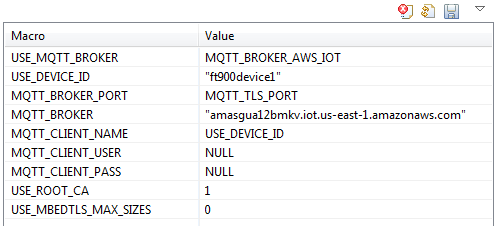 Macro Value
USE_MQTT_BROKER MQTT_BROKER_AWS_IOT
USE_DEVICE_ID "ft900device1"
MQTT_BROKER_PORT MQTT_TLS_PORT
MQTT_BROKER "amasgua12bmkv.iot.us-east-1.amazonaws.com"
MQTT_CLIENT_NAME USE_DEVICE_ID
MQTT_CLIENT_USER NULL
MQTT_CLIENT_PASS NULL
USE_ROOT_CA 1
USE_MBEDTLS_MAX_SIZES 0